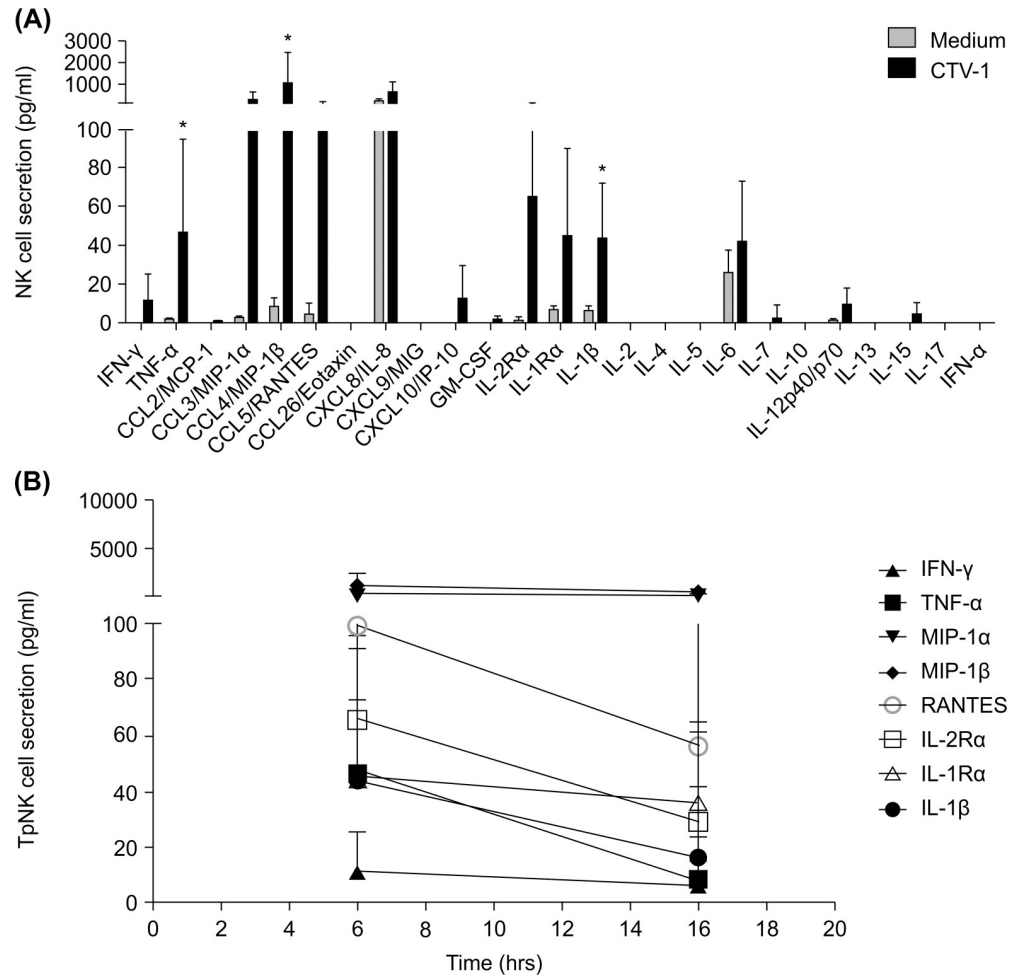 (A)
NK cell secretion (pg/ml)
3000
2000
1000
100
80
60
40
20
0
*
*
*
Medium
CTV-1
IFN-γ
TNF-α
CCL2/MCP-1
CCL3/MIP-1α
CCL4/MIP-1β
CCL5/RANTES
CCL26/Eotaxin
CXCL8/IL-8
CXCL9/MIG
CXCL10/IP-10
GM-CSF
IL-2Rα
IL-1Rα
IL-1β
IL-2
IL-4
IL-5
IL-6
IL-7
IL-10
IL-12p40/p70
IL-13
IL-15
IL-17
IFN-α
(B)
TpNK cell secretion (pg/ml)
10000
5000
100
80
60
40
20
0
0 2 4 6 8 10 12 14 16 18 20
Time (hrs)
IFN-γ
TNF-α
MIP-1α
MIP-1β
RANTES
IL-2Rα
IL-1Rα
IL-1β